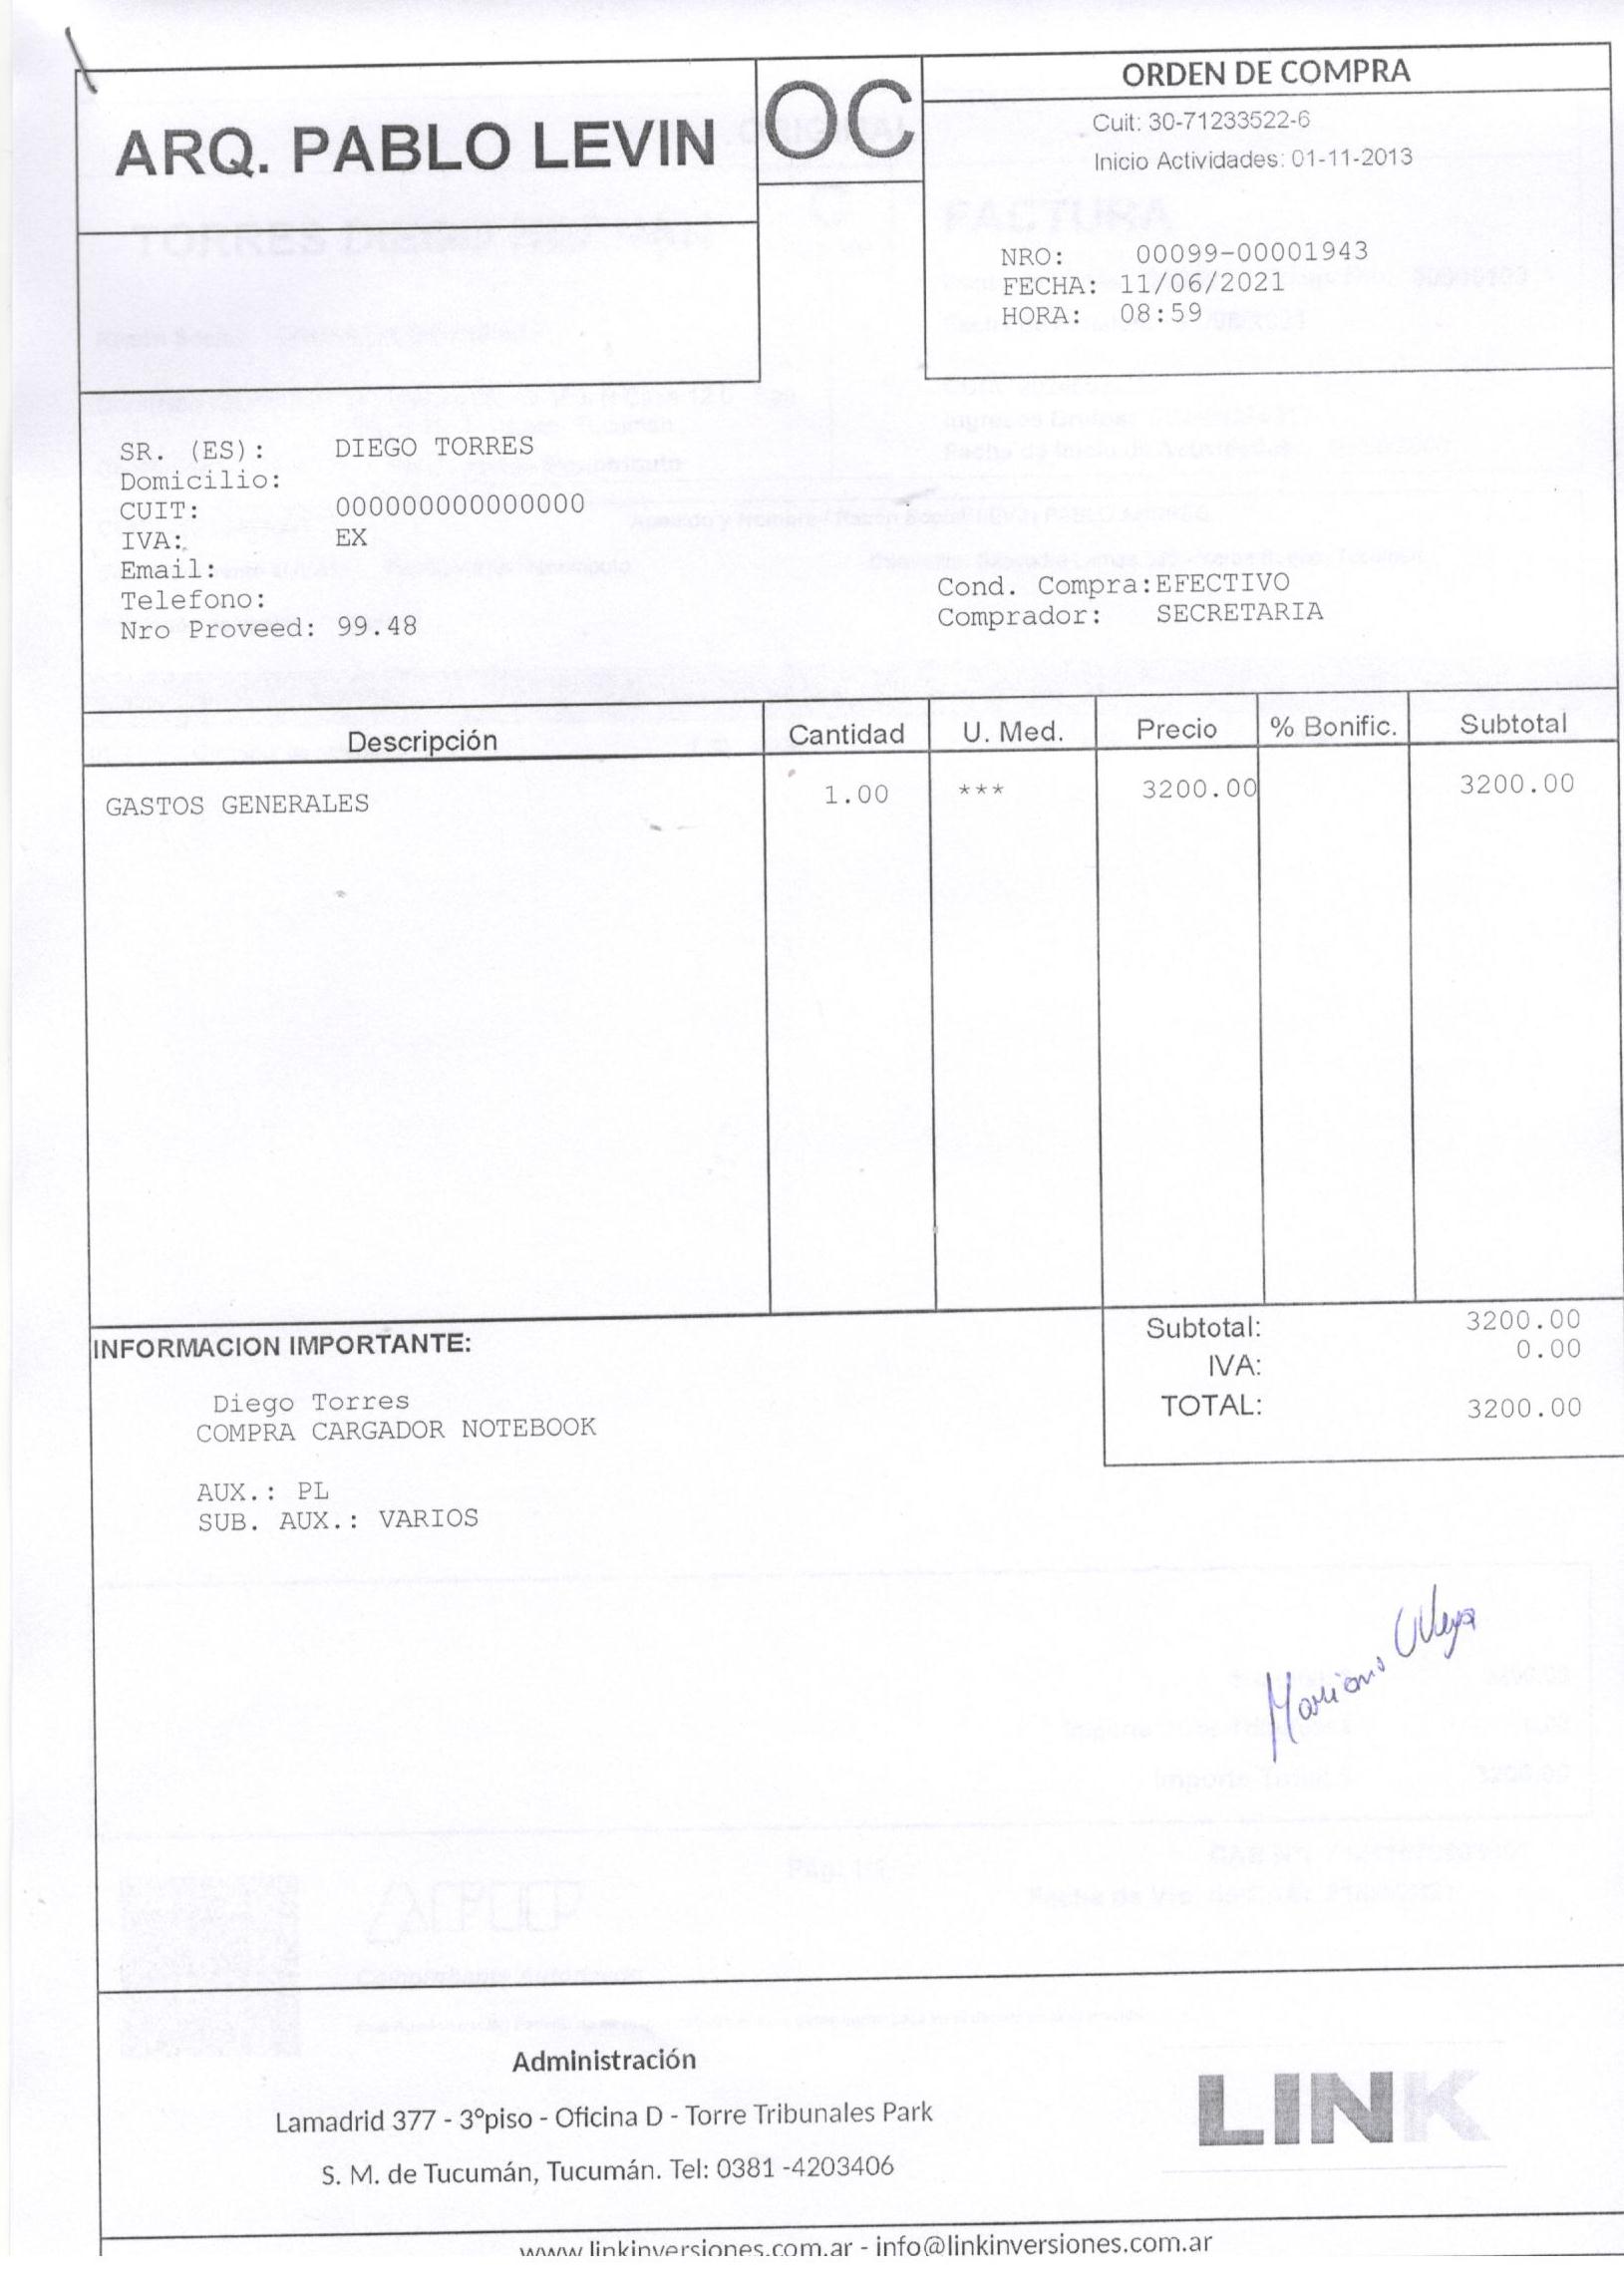 ARQ. PABLO LEVIN
OC
ORDEN DE COMPRA
Cuit: 30-71233522-6
Inicio Actividades: 01-11-2013
NRO: 00099-00001943
FECHA: 11/06/2021
HORA: 08:59
SR. (ES): DIEGO TORRES
Domicilio:
CUIT: 000000000000000
IVA: EX
Email:
Telefono:
Nro Proveed: 99.48
Cond. Compra:EFECTIVO
Comprador: SECRETARIA
Descripción Cantidad U. Med. Precio % Bonific. Subtotal
GASTOS GENERALES 1.00 *** 3200.00 3200.00
Subtotal: 3200.00
IVA: 0.00
TOTAL: 3200.00
INFORMACION IMPORTANTE:
Diego Torres
COMPRA CARGADOR NOTEBOOK
AUX.: PL
SUB. AUX.: VARIOS
Mariano
Administración
Lamadrid 377 - 3°piso - Oficina D - Torre Tribunales Park
S. M. de Tucumán, Tucumán. Tel: 0381 -4203406
LINK
www.linkinversiones.com.ar - info@linkinversiones.com.ar